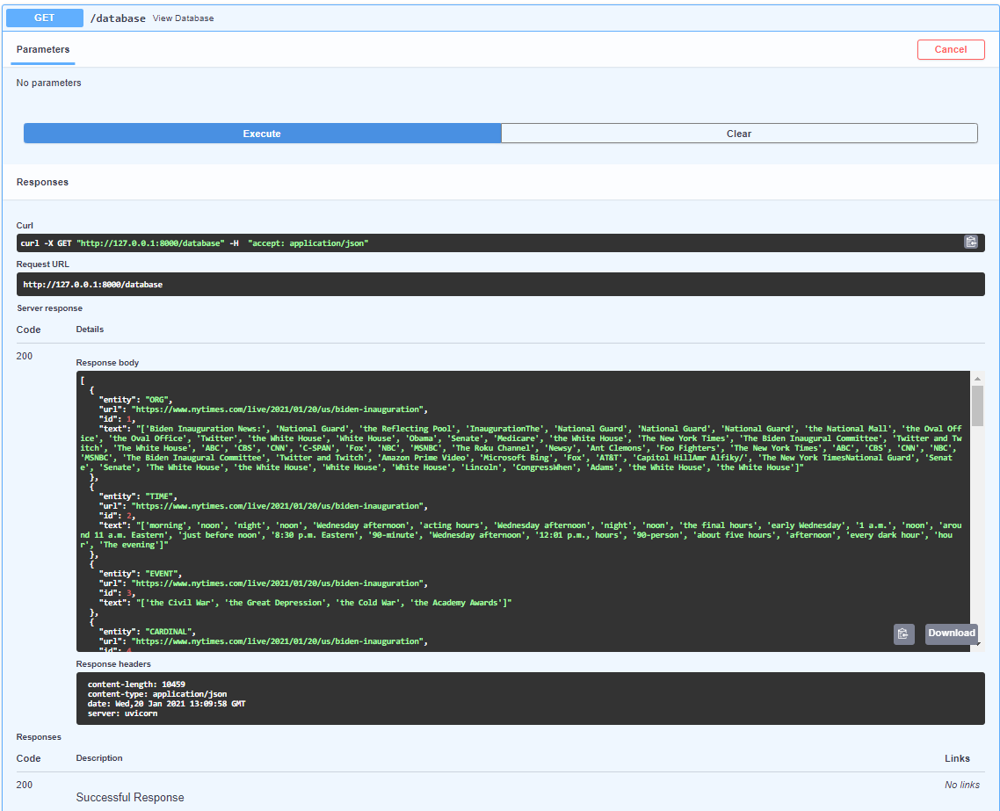 GET /database View Database
Parameters
Cancel
No parameters
Execute
Clear
Responses
Curl
curl -X GET "http://127.0.0.1:8000/database" -H  "accept: application/json"
Request URL
http://127.0.0.1:8000/database
Server response
Code Details
200
Response body
[
  {
    "entity": "ORG",
    "url": "https://www.nytimes.com/live/2021/01/20/us/biden-inauguration",
    "id": 1,
    "text": "['Biden Inauguration News:', 'National Guard', 'the Reflecting Pool', 'InaugurationThe', 'National Guard', 'National Guard', 'National Guard', 'the National Mall', 'the Oval Off
ice', 'the Oval Office', 'Twitter', 'the White House', 'White House', 'Obama', 'Senate', 'Medicare', 'the White House', 'The New York Times', 'The Biden Inaugural Committee', 'Twitter and Tw
itch', 'The White House', 'ABC', 'CBS', 'CNN', 'C-SPAN', 'Fox', 'NBC', 'MSNBC', 'The Roku Channel', 'Newsy', 'Ant Clemons', 'Foo Fighters', 'The New York Times', 'ABC', 'CBS', 'CNN', 'NBC',
'MSNBC', 'The Biden Inaugural Committee', 'Twitter and Twitch', 'Amazon Prime Video', 'Microsoft Bing', 'Fox', 'AT&T', 'Capitol HillAmr Alfiky/', 'The New York TimesNational Guard', 'Senat
e', 'Senate', 'The White House', 'the White House', 'White House', 'White House', 'Lincoln', 'CongressWhen', 'Adams', 'the White House', 'the White House']"
  },
  {
    "entity": "TIME",
    "url": "https://www.nytimes.com/live/2021/01/20/us/biden-inauguration",
    "id": 2,
    "text": "['morning', 'noon', 'night', 'noon', 'Wednesday afternoon', 'acting hours', 'Wednesday afternoon', 'night', 'noon', 'the final hours', 'early Wednesday', '1 a.m.', 'noon', 'arou
nd 11 a.m. Eastern', 'just before noon', '8:30 p.m. Eastern', '90-minute', 'Wednesday afternoon', '12:01 p.m., hours', '90-person', 'about five hours', 'afternoon', 'every dark hour', 'hou
r', 'The evening']"
  },
  {
    "entity": "EVENT",
    "url": "https://www.nytimes.com/live/2021/01/20/us/biden-inauguration",
    "id": 3,
    "text": "['the Civil War', 'the Great Depression', 'the Cold War', 'the Academy Awards']"
  },
  {
    "entity": "CARDINAL",
    "url": "https://www.nytimes.com/live/2021/01/20/us/biden-inauguration",
    "id": 4
Download
Response headers
content-length: 10459
content-type: application/json
date: Wed,20 Jan 2021 13:09:58 GMT
server: uvicorn
Responses
Code Description Links
200 No links
Successful Response